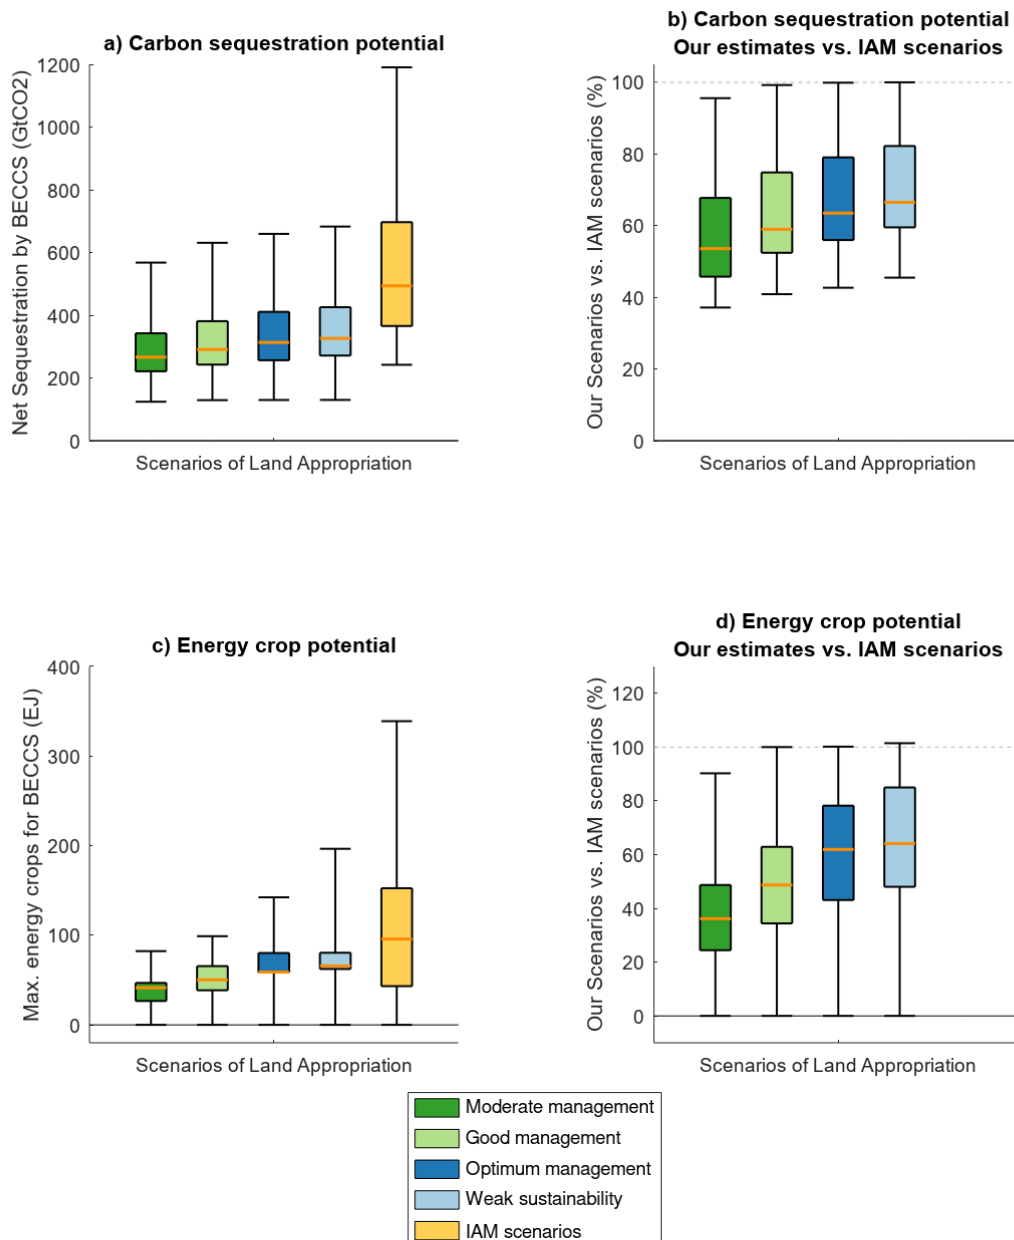 a) Carbon sequestration potential
Net Sequestration by BECCS (GtCO2)
1200
1000
800
600
400
200
0
Scenarios of Land Appropriation
b) Carbon sequestration potential
Our estimates vs. IAM scenarios
Our Scenarios vs. IAM scenarios (%)
100
80
60
40
20
0
Scenarios of Land Appropriation
c) Energy crop potential
Max. energy crops for BECCS (EJ)
400
300
200
100
0
Scenarios of Land Appropriation
d) Energy crop potential
Our estimates vs. IAM scenarios
Our Scenarios vs. IAM scenarios (%)
120
100
80
60
40
20
0
Scenarios of Land Appropriation
Moderate management
Good management
Optimum management
Weak sustainability
IAM scenarios